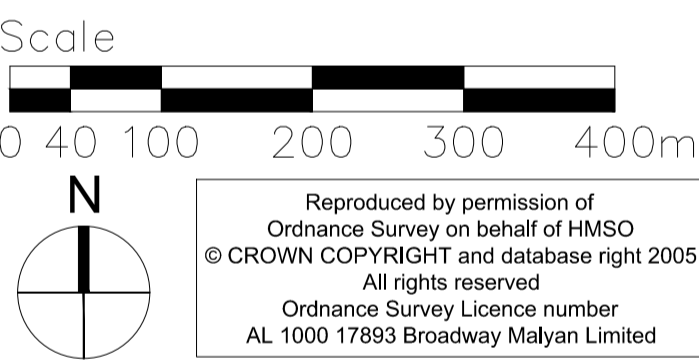 Scale
0 40 100 200 300 400m
N
Reproduced by permission of
Ordnance Survey on behalf of HMSO
© CROWN COPYRIGHT and database right 2005
All rights reserved
Ordnance Survey Licence number
AL 1000 17893 Broadway Malyan Limited